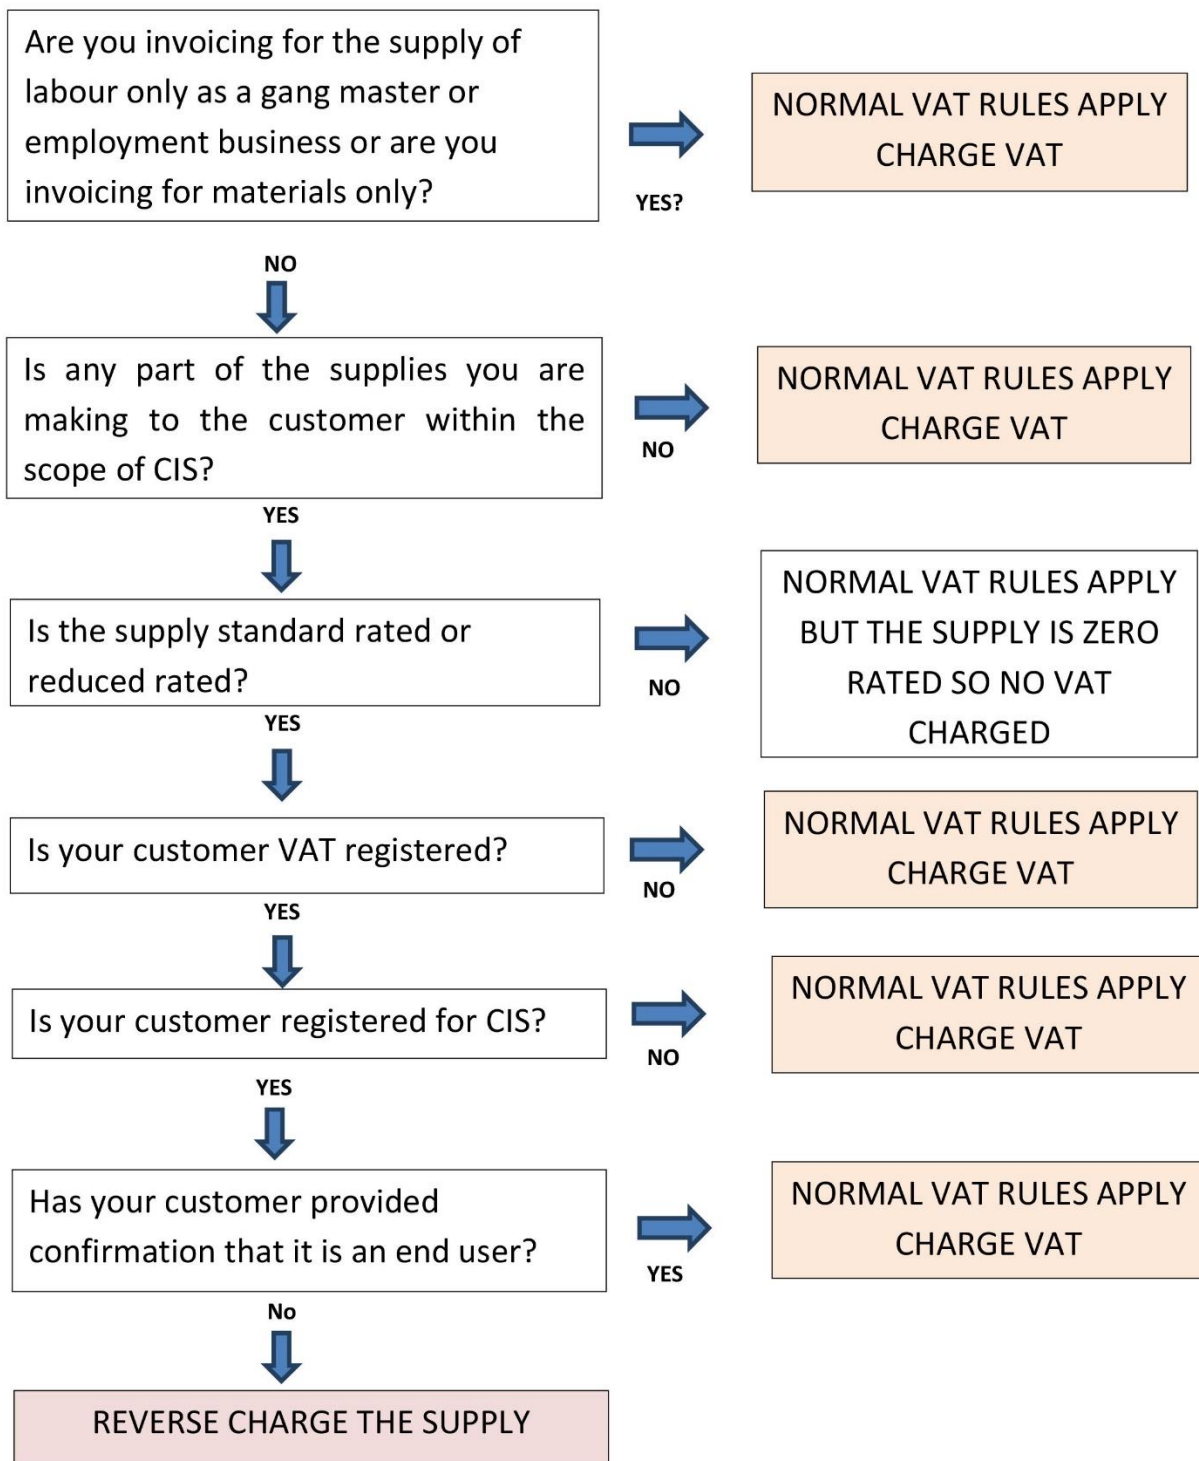 Are you invoicing for the supply of
labour only as a gang master or
employment business or are you
invoicing for materials only?
YES?
NORMAL VAT RULES APPLY
CHARGE VAT
NO
Is any part of the supplies you are
making to the customer within the
scope of CIS?
NO
NORMAL VAT RULES APPLY
CHARGE VAT
YES
Is the supply standard rated or
reduced rated?
NO
NORMAL VAT RULES APPLY
BUT THE SUPPLY IS ZERO
RATED SO NO VAT
CHARGED
YES
Is your customer VAT registered?
NO
NORMAL VAT RULES APPLY
CHARGE VAT
YES
Is your customer registered for CIS?
NO
NORMAL VAT RULES APPLY
CHARGE VAT
YES
Has your customer provided
confirmation that it is an end user?
YES
NORMAL VAT RULES APPLY
CHARGE VAT
No
REVERSE CHARGE THE SUPPLY